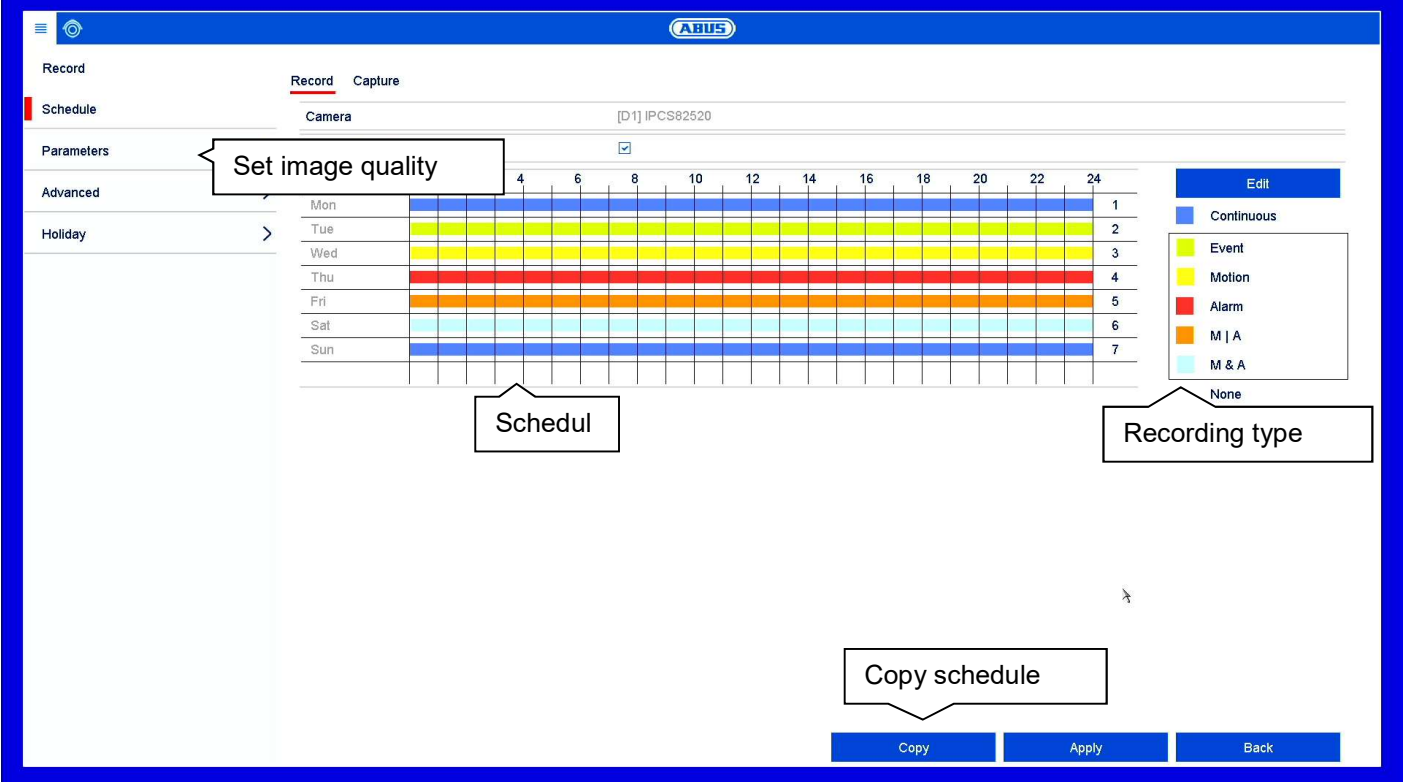 ABUS
Record
Schedule
Parameters
Advanced
Holiday
Set image quality
Record Capture
Camera [D1] IPCS82520
4 6 8 10 12 14 16 18 20 22 24
Mon 1
Tue 2
Wed 3
Thu 4
Fri 5
Sat 6
Sun 7
Edit
Continuous
Event
Motion
Alarm
M | A
M & A
None
Schedul
Recording type
Copy schedule
Copy Apply Back